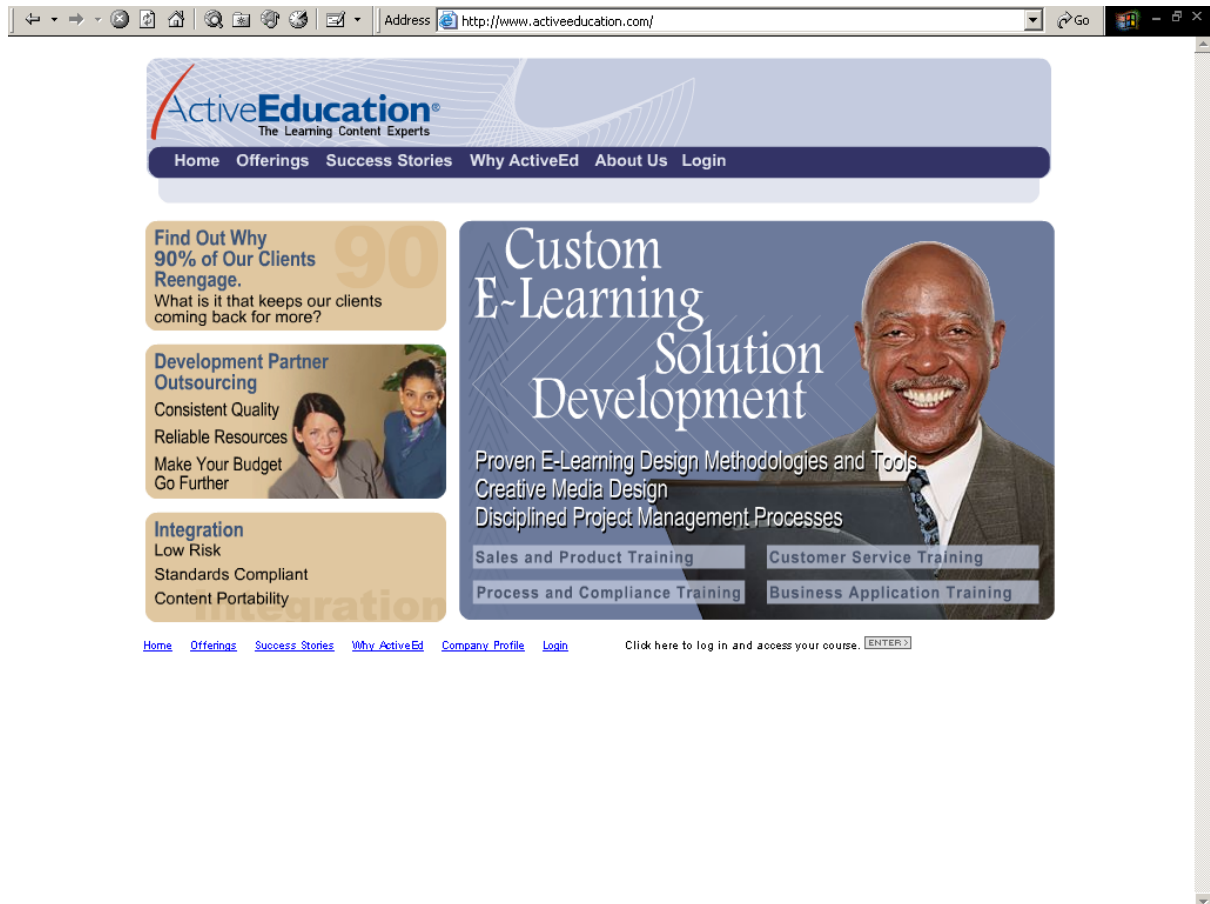 Address http://www.activeeducation.com/ Go
ActiveEducation®
The Learning Content Experts
Home Offerings Success Stories Why ActiveEd About Us Login
Find Out Why
90% of Our Clients
Reengage.
90
What is it that keeps our clients
coming back for more?
Development Partner
Outsourcing
Consistent Quality
Reliable Resources
Make Your Budget
Go Further
Integration
Low Risk
Standards Compliant
Content Portability
Integration
Custom
E-Learning
Solution
Development
Proven E-Learning Design Methodologies and Tools
Creative Media Design
Disciplined Project Management Processes
Sales and Product Training Customer Service Training
Process and Compliance Training Business Application Training
Home Offerings Success Stories Why ActiveEd Company Profile Login Click here to log in and access your course. ENTER>